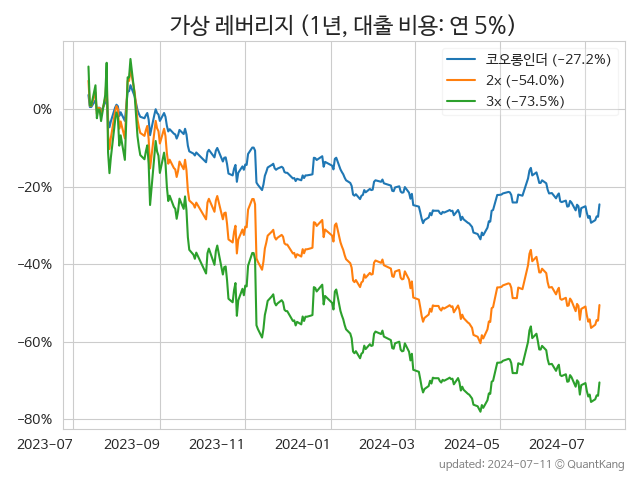 가상 레버리지 (1년, 대출 비용: 연 5%)
코오롱인더 (−27.2%)
2x (−54.0%)
3x (−73.5%)
0%
−20%
−40%
−60%
−80%
2023-07 2023-09 2023-11 2024-01 2024-03 2024-05 2024-07
updated: 2024-07-11 © QuantKang